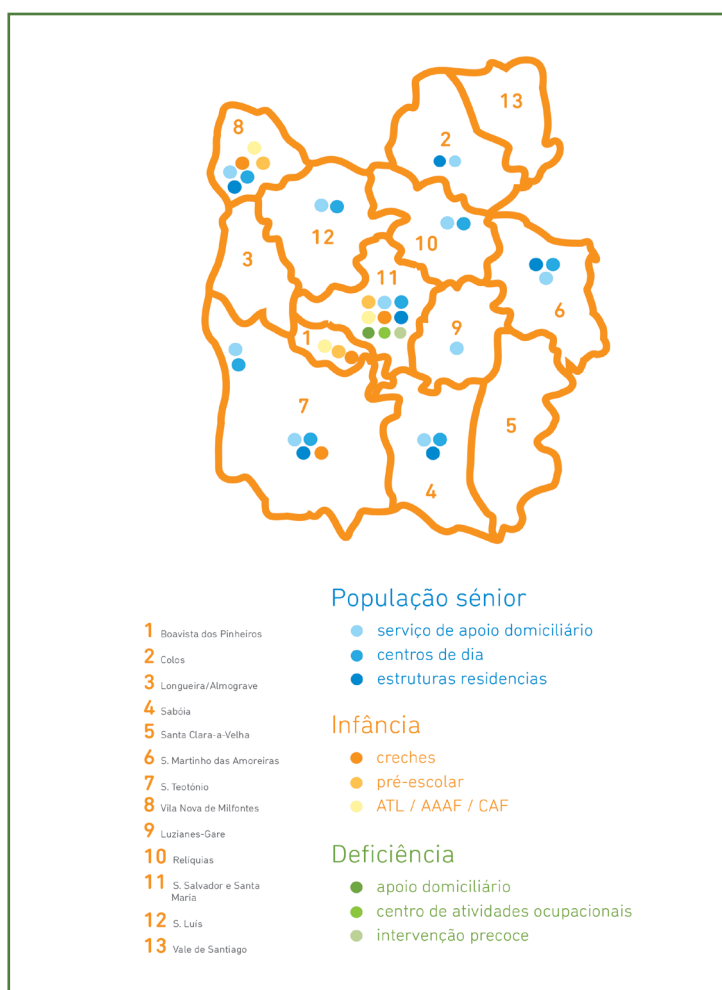 13
8
2
12
10
3
11
6
9
1
7
5
4
População sénior
serviço de apoio domiciliário
centros de dia
estruturas residencias
Infância
creches
pré-escolar
ATL / AAAF / CAF
Deficiência
apoio domiciliário
centro de atividades ocupacionais
intervenção precoce
1 Boavista dos Pinheiros
2 Colos
3 Longueira/Almograve
4 Sabóia
5 Santa Clara-a-Velha
6 S. Martinho das Amoreiras
7 S. Teotónio
8 Vila Nova de Milfontes
9 Luzianes-Gare
10 Relíquias
11 S. Salvador e Santa
Maria
12 S. Luís
13 Vale de Santiago